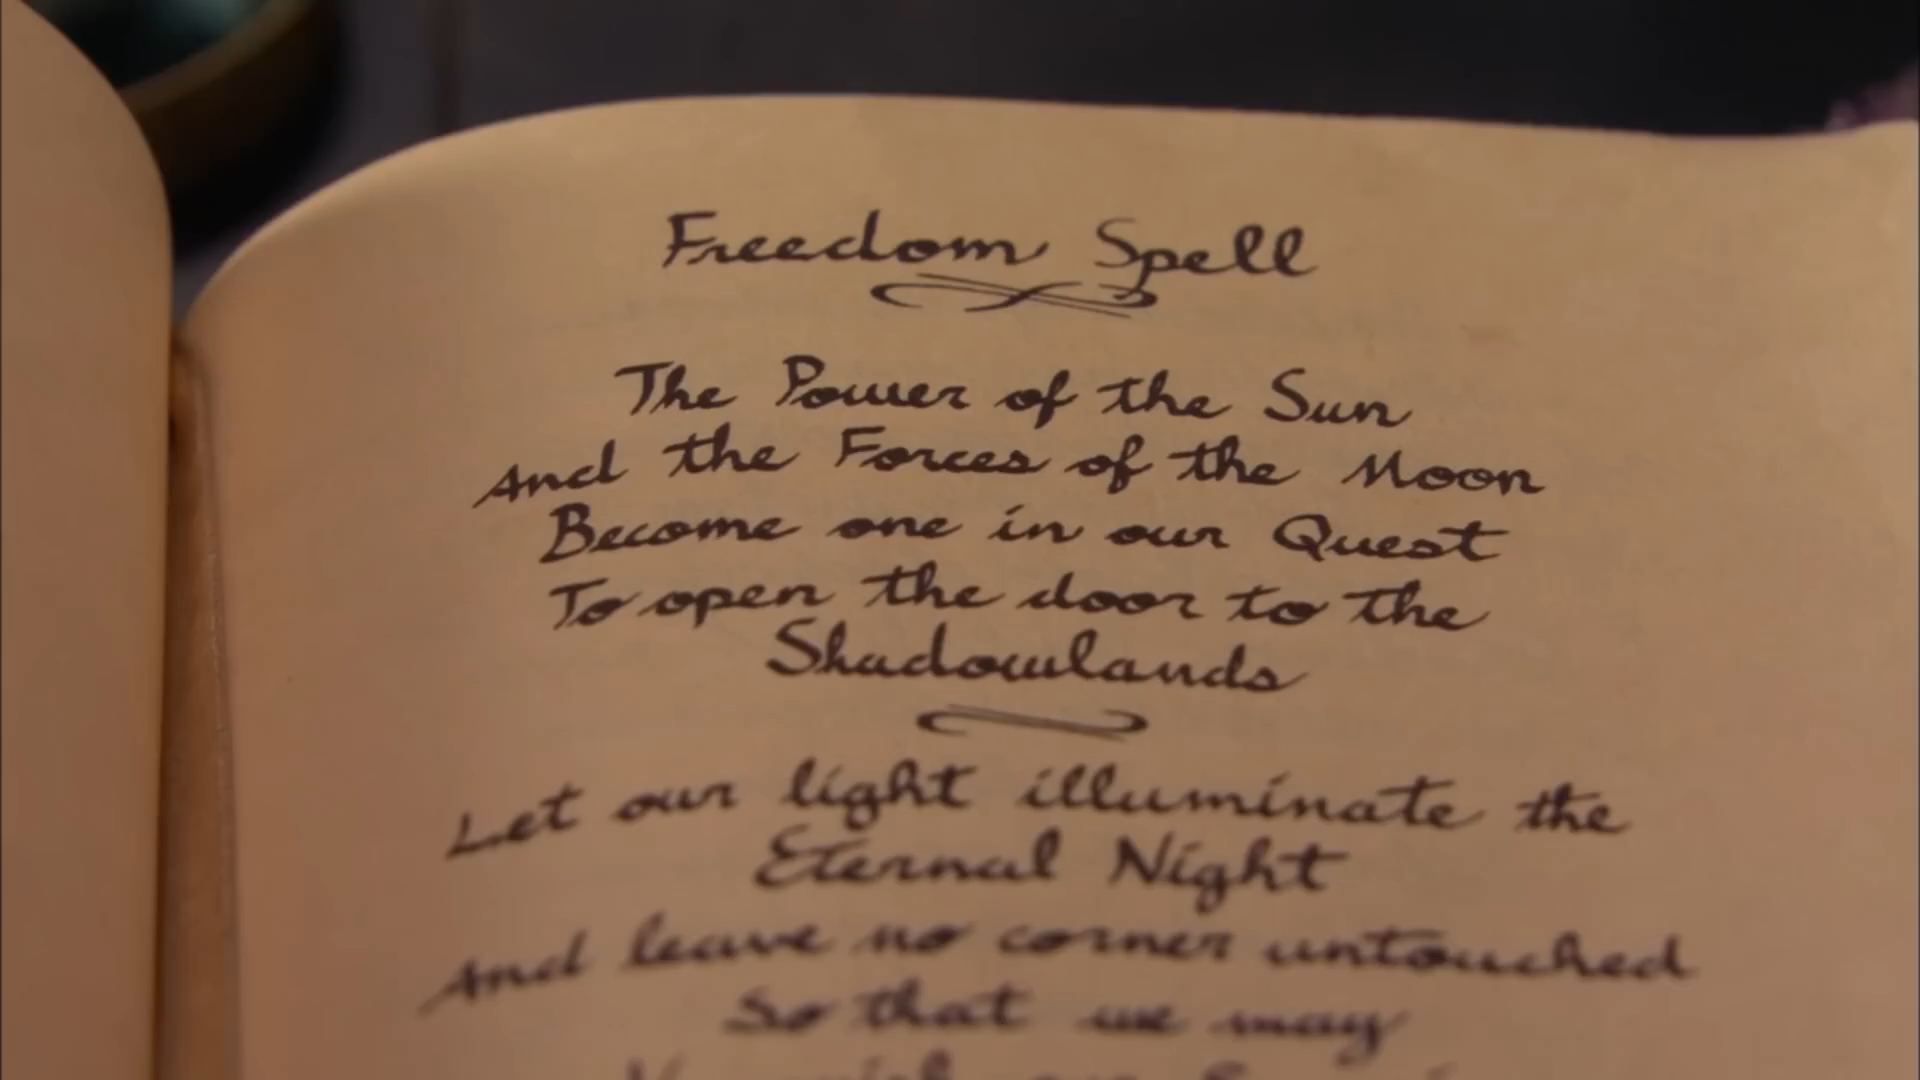 Freedom Spell
The Power of the Sun
And the Forces of the Moon
Become one in our Quest
To open the door to the
Shadowlands
Let our light illuminate the
Eternal Night
And leave no corner untouched
So that we may